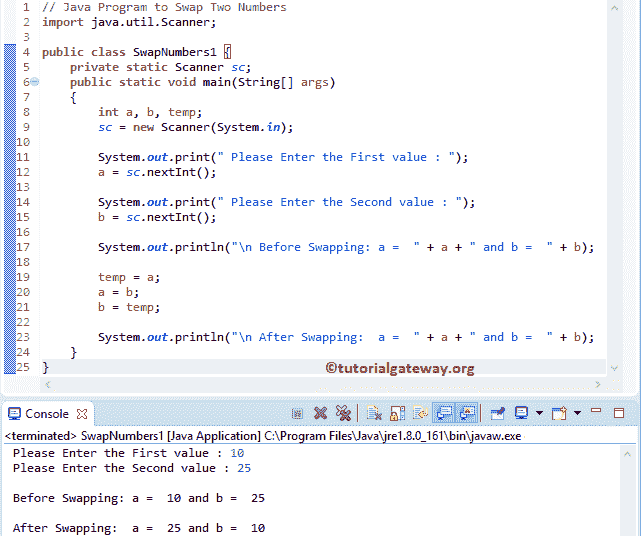 1 // Java Program to Swap Two Numbers
2 import java.util.Scanner;
3
4 public class SwapNumbers1 {
5     private static Scanner sc;
6     public static void main(String[] args)
7     {
8         int a, b, temp;
9         sc = new Scanner(System.in);
10
11         System.out.print(" Please Enter the First value : ");
12         a = sc.nextInt();
13
14         System.out.print(" Please Enter the Second value : ");
15         b = sc.nextInt();
16
17         System.out.println("\n Before Swapping: a =  " + a + " and b =  " + b);
18
19         temp = a;
20         a = b;
21         b = temp;
22
23         System.out.println("\n After Swapping:  a =  " + a + " and b =  " + b);
24     }
25 }
©tutorialgateway.org
Console
<terminated> SwapNumbers1 [Java Application] C:\Program Files\Java\jre1.8.0_161\bin\javaw.exe
Please Enter the First value : 10
Please Enter the Second value : 25
Before Swapping: a =  10 and b =  25
After Swapping:  a =  25 and b =  10